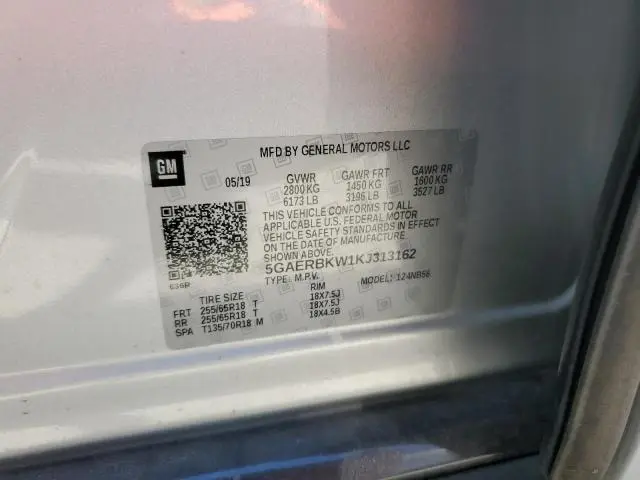 GM
MFD BY GENERAL MOTORS LLC
05/19 GVWR GAWR FRT GAWR RR
2800 KG 1450 KG 1600 KG
6173 LB 3196 LB 3527 LB
THIS VEHICLE CONFORMS TO ALL
APPLICABLE U.S. FEDERAL MOTOR
VEHICLE SAFETY STANDARDS IN EFFECT
ON THE DATE OF MANUFACTURE
SHOWN ABOVE.
5GAERBKW1KJ313162
TYPE: M.P.V. MODEL: 124NB56
TIRE SIZE RIM
FRT 255/65R18 T 18X7.5J
RR 255/65R18 T 18X7.5J
SPA T135/70R18 M 18X4.5B